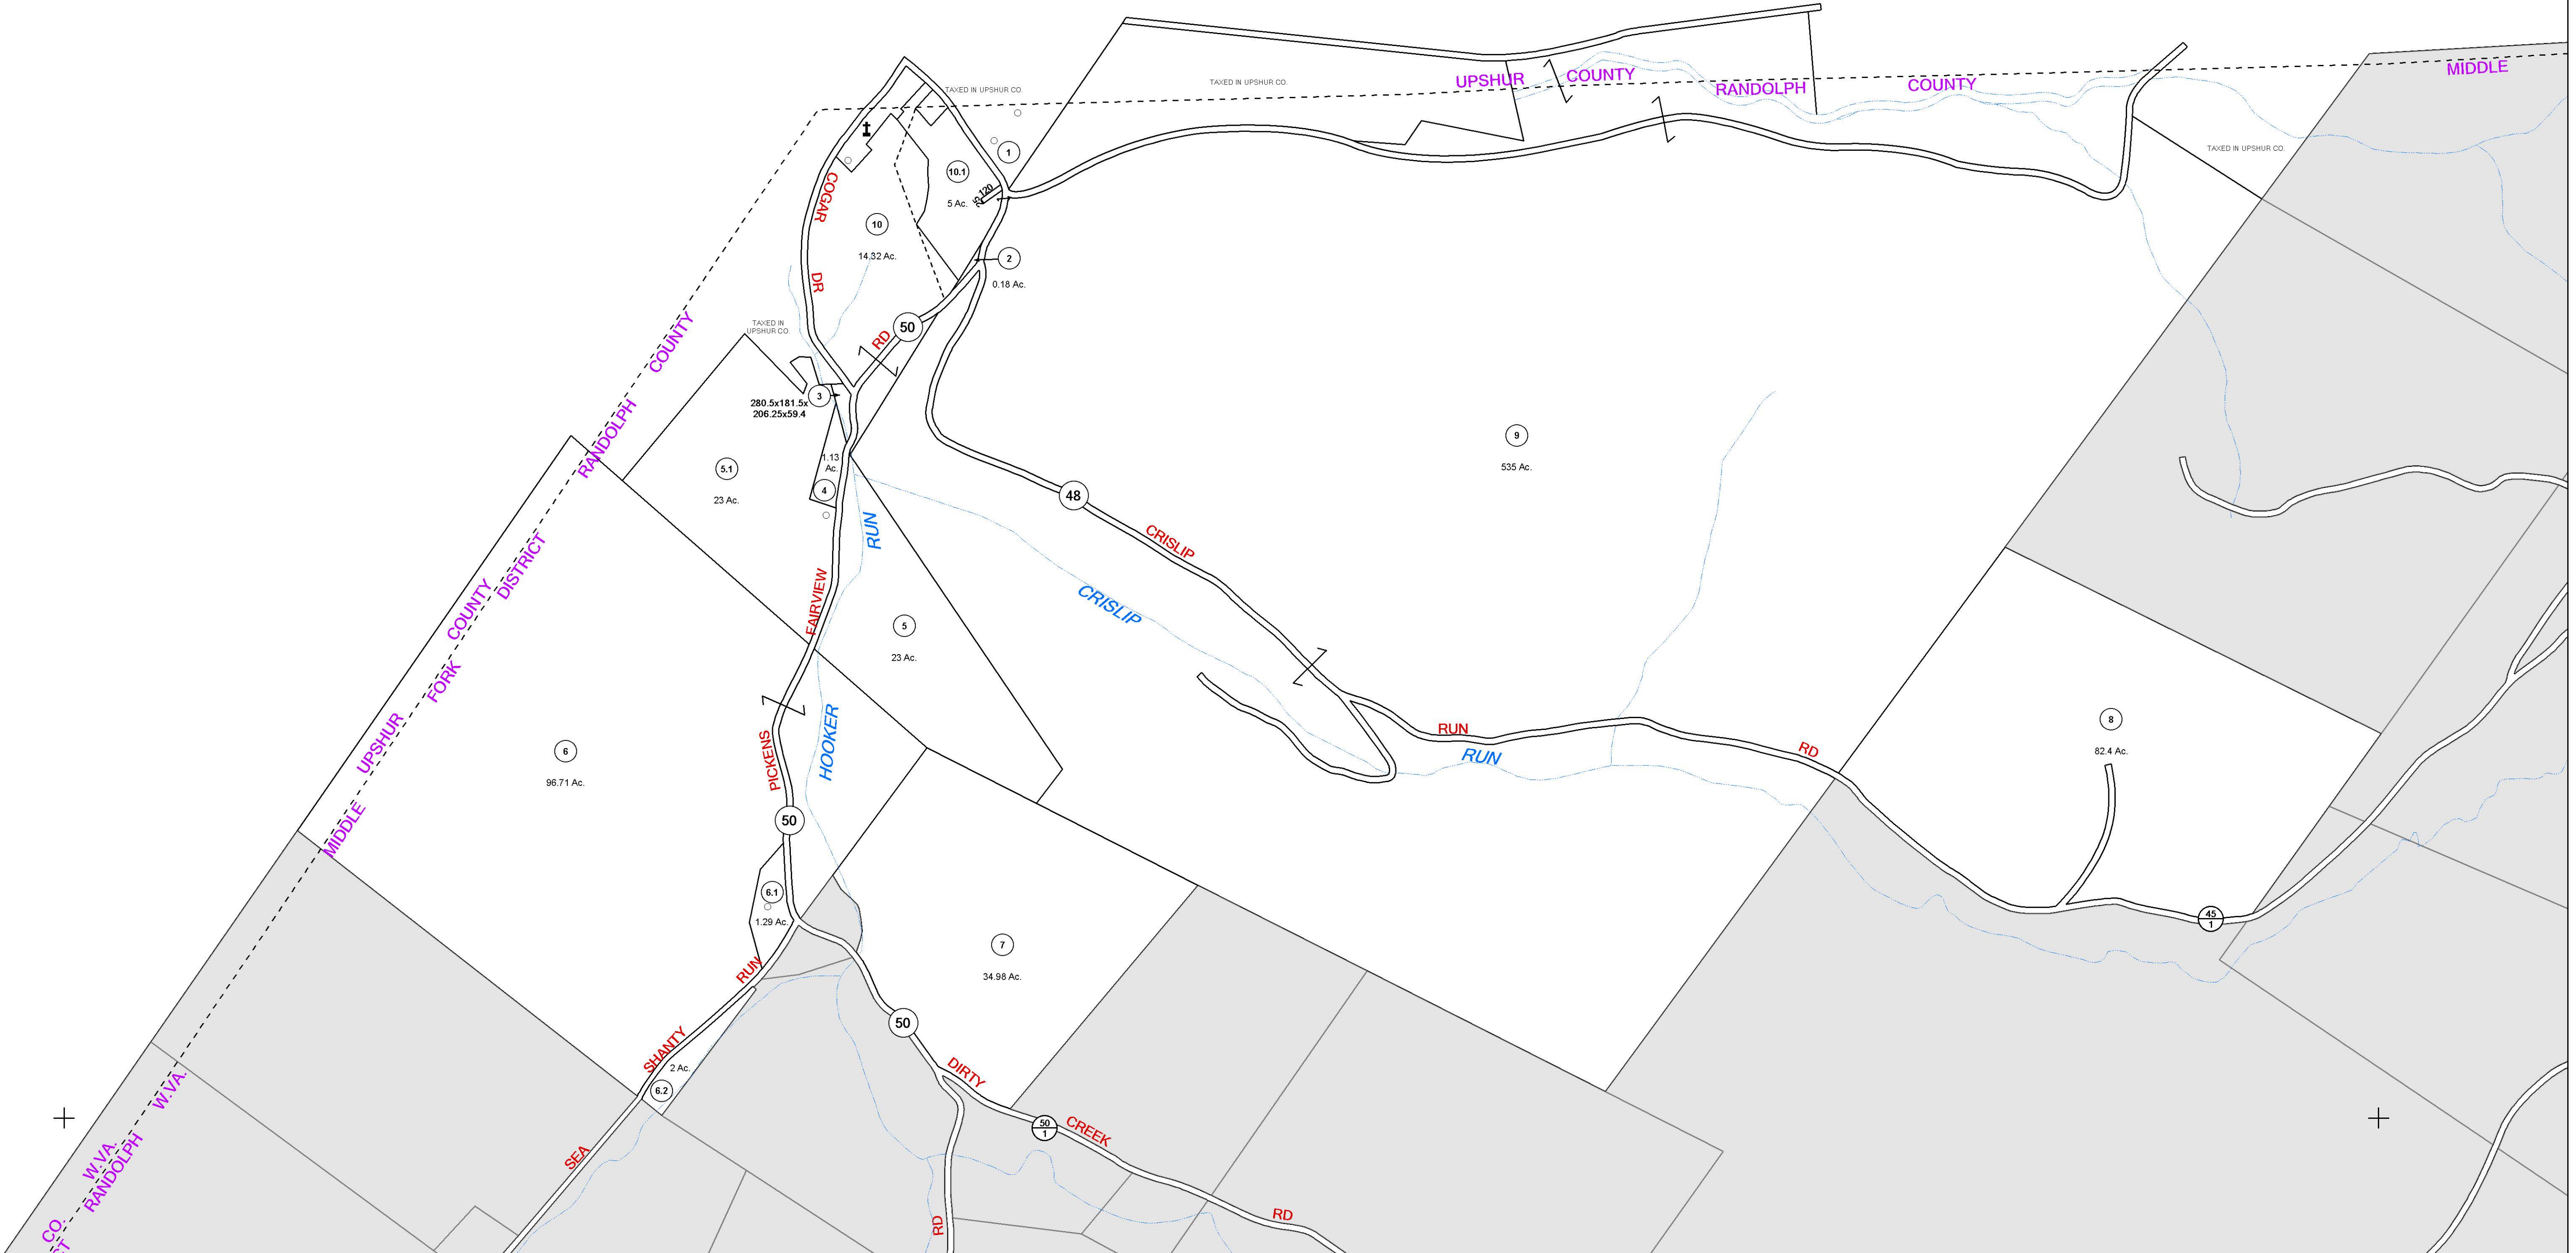 UPSHUR COUNTY
RANDOLPH COUNTY
MIDDLE
TAXED IN UPSHUR CO.
TAXED IN UPSHUR CO.
TAXED IN UPSHUR CO.
1
10.1
5 Ac.
120
25
COGAR
DR
10
14.32 Ac.
2
0.18 Ac.
TAXED IN
UPSHUR CO.
50
RD
3
280.5x181.5x
206.25x59.4
1.13
Ac.
4
5.1
23 Ac.
RANDOLPH COUNTY
9
535 Ac.
48
CRISLIP
RUN
RD
CRISLIP
RUN
RUN
HOOKER
FAIRVIEW
PICKENS
5
23 Ac.
UPSHUR COUNTY
MIDDLE FORK DISTRICT
6
96.71 Ac.
50
6.1
1.29 Ac.
8
82.4 Ac.
45
1
7
34.98 Ac.
50
RUN
SHANTY
SEA
2 Ac.
6.2
DIRTY
50
1
CREEK
RD
RD
W.VA.
W.VA.
RANDOLPH
CO.